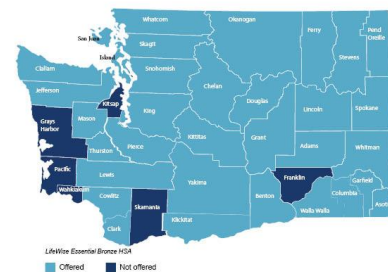 Whatcom
Okanogan
Ferry
Pend
Oreille
San Juan
Skagit
Stevens
Island
Clallam
Snohomish
Chelan
Jefferson
Kitsap
Douglas
Lincoln
Spokane
Grays
Harbor
Mason
King
Grant
Kittitas
Adams
Whitman
Thurston
Pierce
Pacific
Lewis
Franklin
Garfield
Wahkiakum
Yakima
Columbia
Cowlitz
Skamania
Benton
Walla Walla
Asoti
Klickitat
Clark
LifeWise Essential Bronze HSA
Offered
Not offered